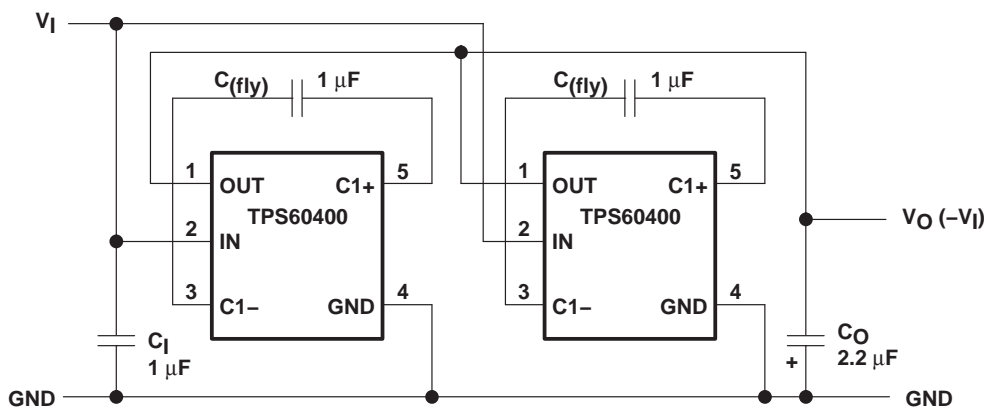 VI
C(fly)
1 µF
C(fly)
1 µF
1
OUT
C1+
5
TPS60400
2
IN
3
C1−
GND
4
1
OUT
C1+
5
TPS60400
2
IN
3
C1−
GND
4
VO (−VI)
CI
1 µF
CO
2.2 µF
+
GND
GND